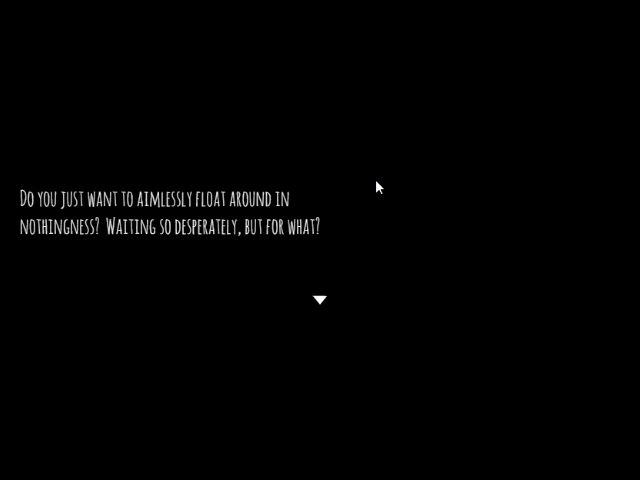 Do you just want to aimlessly float around in
nothingness? Waiting so desperately, but for what?